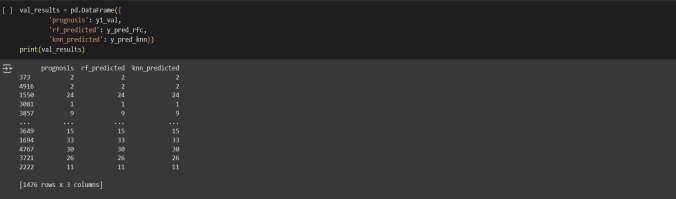 [ ] val_results = pd.DataFrame({
'prognosis': y1_val,
'rf_predicted': y_pred_rfc,
'knn_predicted': y_pred_knn})
print(val_results)
prognosis rf_predicted knn_predicted
373 2 2 2
4916 2 2 2
1550 24 24 24
3081 1 1 1
3857 9 9 9
... ... ... ...
3649 15 15 15
1694 33 33 33
4767 30 30 30
3721 26 26 26
2222 11 11 11
[1476 rows x 3 columns]